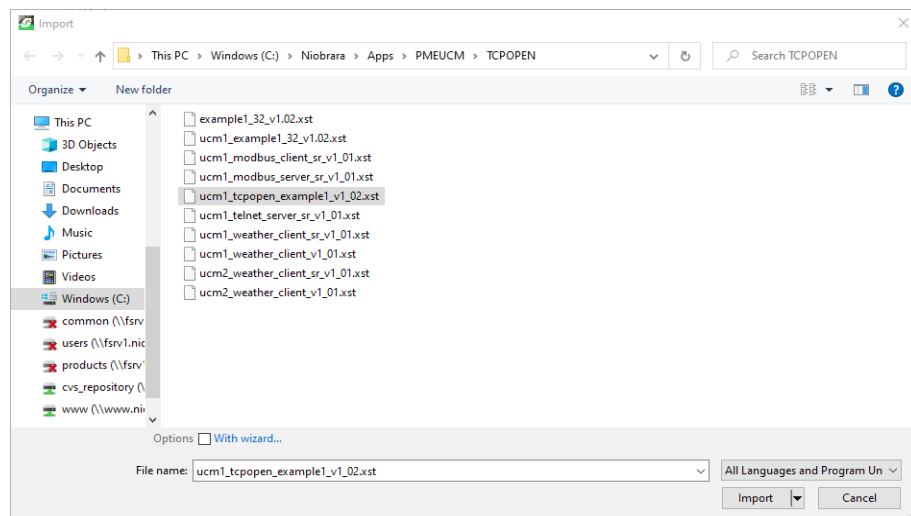 Import
This PC > Windows (C:) > Niobrara > Apps > PMEUCM > TCPOPEN
Search TCPOPEN
Organize
New folder
This PC
3D Objects
Desktop
Documents
Downloads
Music
Pictures
Videos
Windows (C:)
common (\\fsrv
users (\\fsrv1.nic
products (\\fsrv1
cvs_repository (\
www (\\www.ni
example1_32_v1.02.xst
ucm1_example1_32_v1.02.xst
ucm1_modbus_client_sr_v1_01.xst
ucm1_modbus_server_sr_v1_01.xst
ucm1_tcpopen_example1_v1_02.xst
ucm1_telnet_server_sr_v1_01.xst
ucm1_weather_client_sr_v1_01.xst
ucm1_weather_client_v1_01.xst
ucm2_weather_client_sr_v1_01.xst
ucm2_weather_client_v1_01.xst
Options With wizard...
File name: ucm1_tcpopen_example1_v1_02.xst
All Languages and Program Un
Import
Cancel